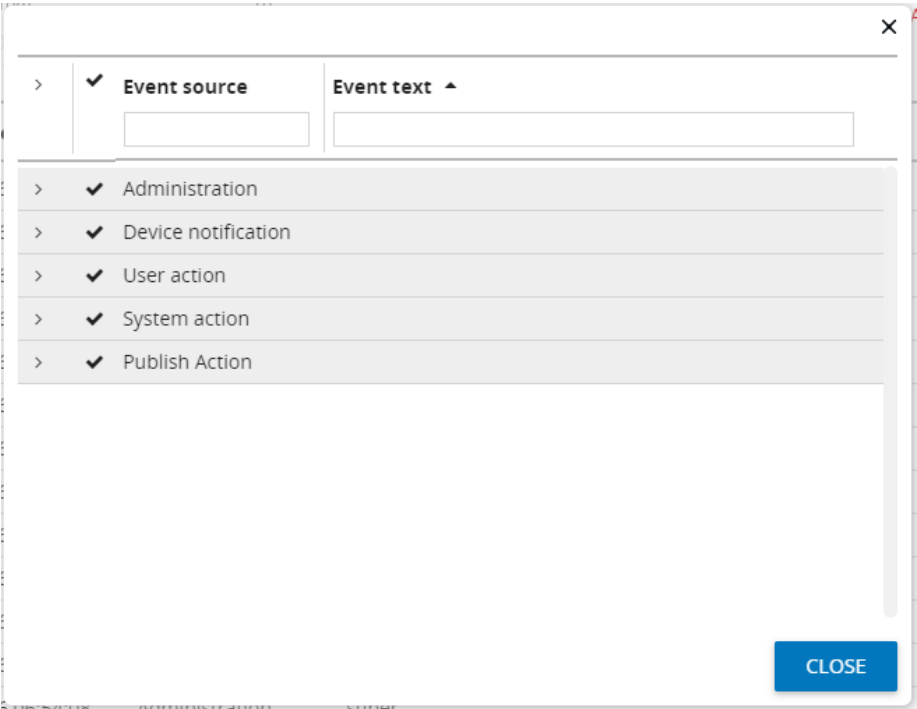 Event source
Event text
Administration
Device notification
User action
System action
Publish Action
CLOSE